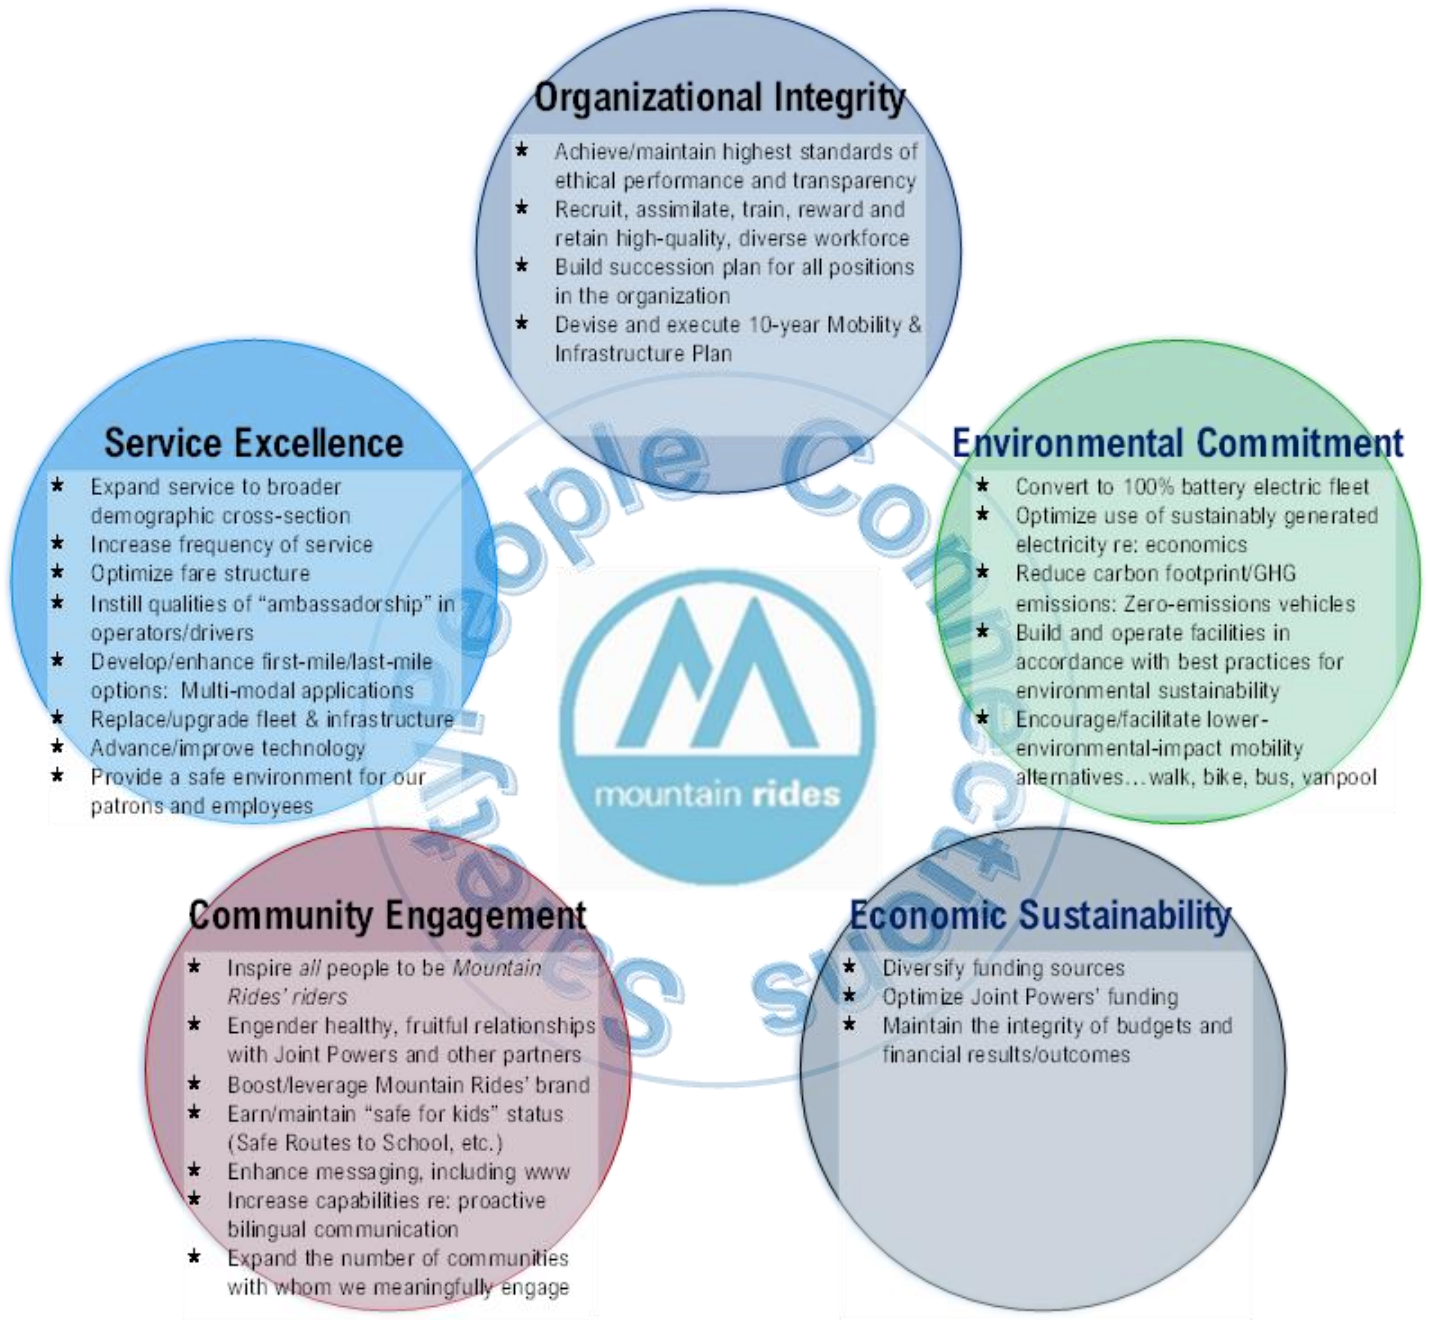 Organizational Integrity
* Achieve/maintain highest standards of
ethical performance and transparency
* Recruit, assimilate, train, reward and
retain high-quality, diverse workforce
* Build succession plan for all positions
in the organization
* Devise and execute 10-year Mobility &
Infrastructure Plan
Service Excellence
* Expand service to broader
demographic cross-section
* Increase frequency of service
* Optimize fare structure
* Instill qualities of “ambassadorship” in
operators/drivers
* Develop/enhance first-mile/last-mile
options: Multi-modal applications
* Replace/upgrade fleet & infrastructure
* Advance/improve technology
* Provide a safe environment for our
patrons and employees
Environmental Commitment
* Convert to 100% battery electric fleet
* Optimize use of sustainably generated
electricity re: economics
* Reduce carbon footprint/GHG
emissions: Zero-emissions vehicles
* Build and operate facilities in
accordance with best practices for
environmental sustainability
* Encourage/facilitate lower-
environmental-impact mobility
alternatives…walk, bike, bus, vanpool
Safety.People.Connections
mountain rides
Community Engagement
* Inspire all people to be Mountain
Rides’ riders
* Engender healthy, fruitful relationships
with Joint Powers and other partners
* Boost/leverage Mountain Rides’ brand
* Earn/maintain “safe for kids” status
(Safe Routes to School, etc.)
* Enhance messaging, including www
* Increase capabilities re: proactive
bilingual communication
* Expand the number of communities
with whom we meaningfully engage
Economic Sustainability
* Diversify funding sources
* Optimize Joint Powers’ funding
* Maintain the integrity of budgets and
financial results/outcomes